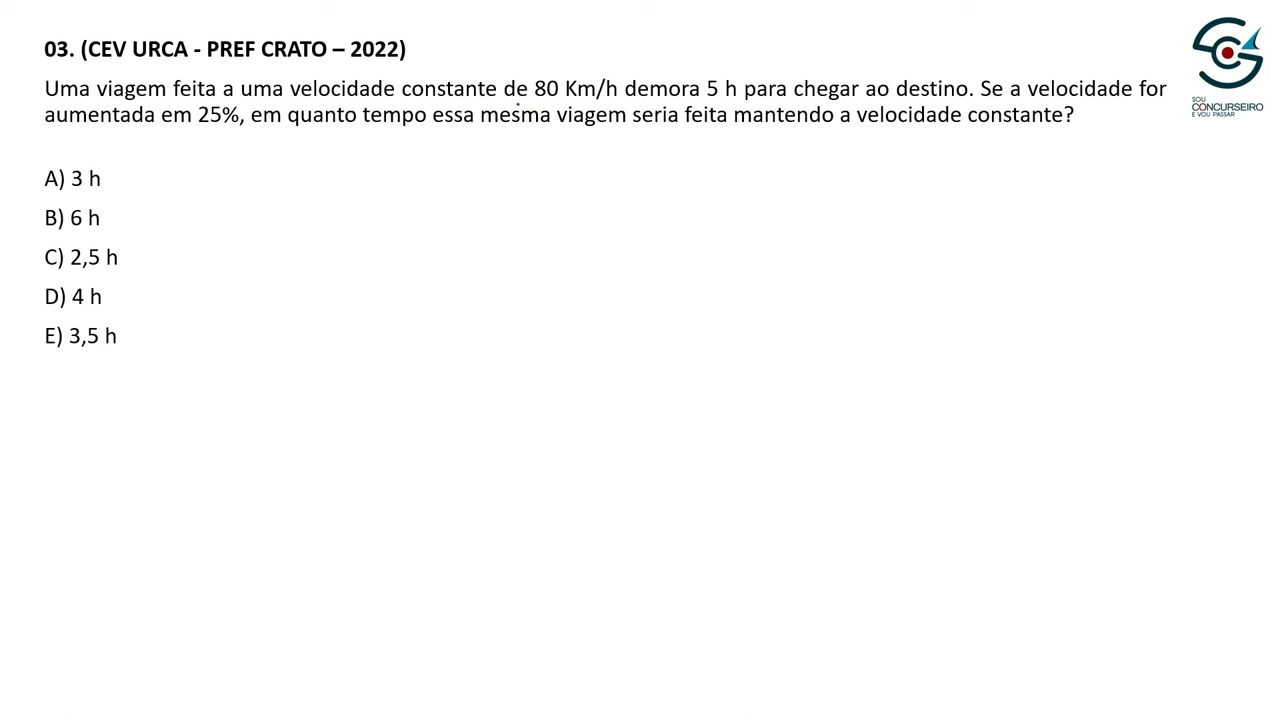 03. (CEV URCA - PREF CRATO – 2022)
Uma viagem feita a uma velocidade constante de 80 Km/h demora 5 h para chegar ao destino. Se a velocidade for
aumentada em 25%, em quanto tempo essa mesma viagem seria feita mantendo a velocidade constante?
A) 3 h
B) 6 h
C) 2,5 h
D) 4 h
E) 3,5 h
SOU
CONCURSEIRO
E VOU PASSAR